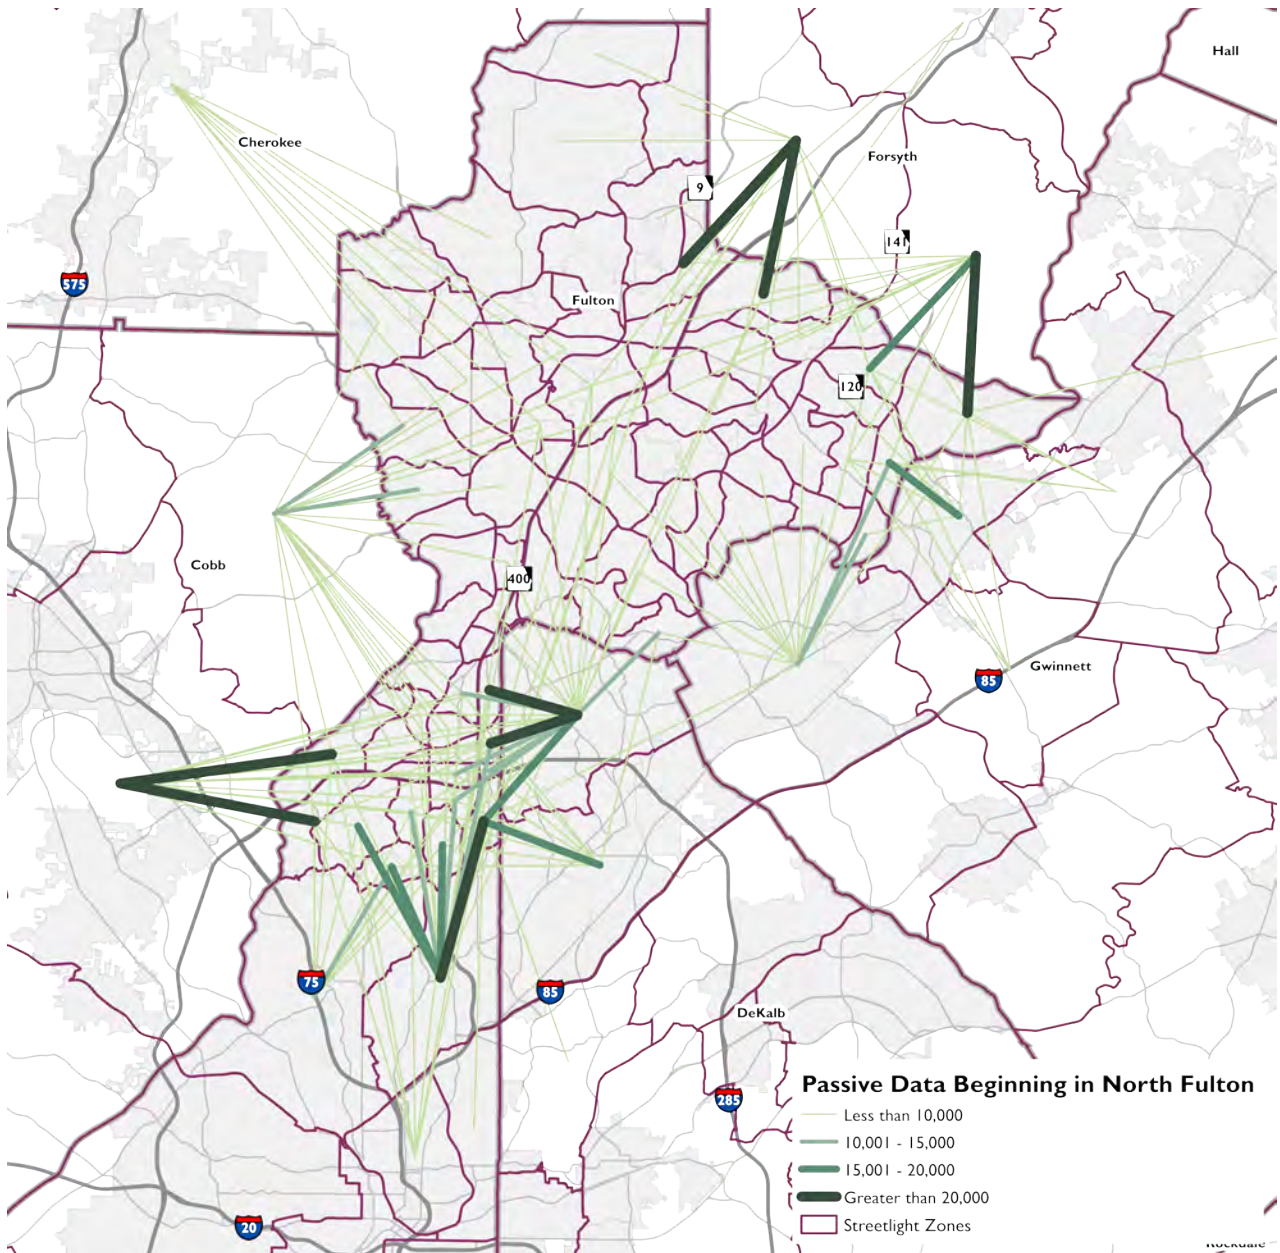 Hall
Cherokee
Forsyth
9
141
575
Fulton
120
Cobb
400
Gwinnett
85
75
85
DeKalb
285
20
Passive Data Beginning in North Fulton
Less than 10,000
10,001 - 15,000
15,001 - 20,000
Greater than 20,000
Streetlight Zones